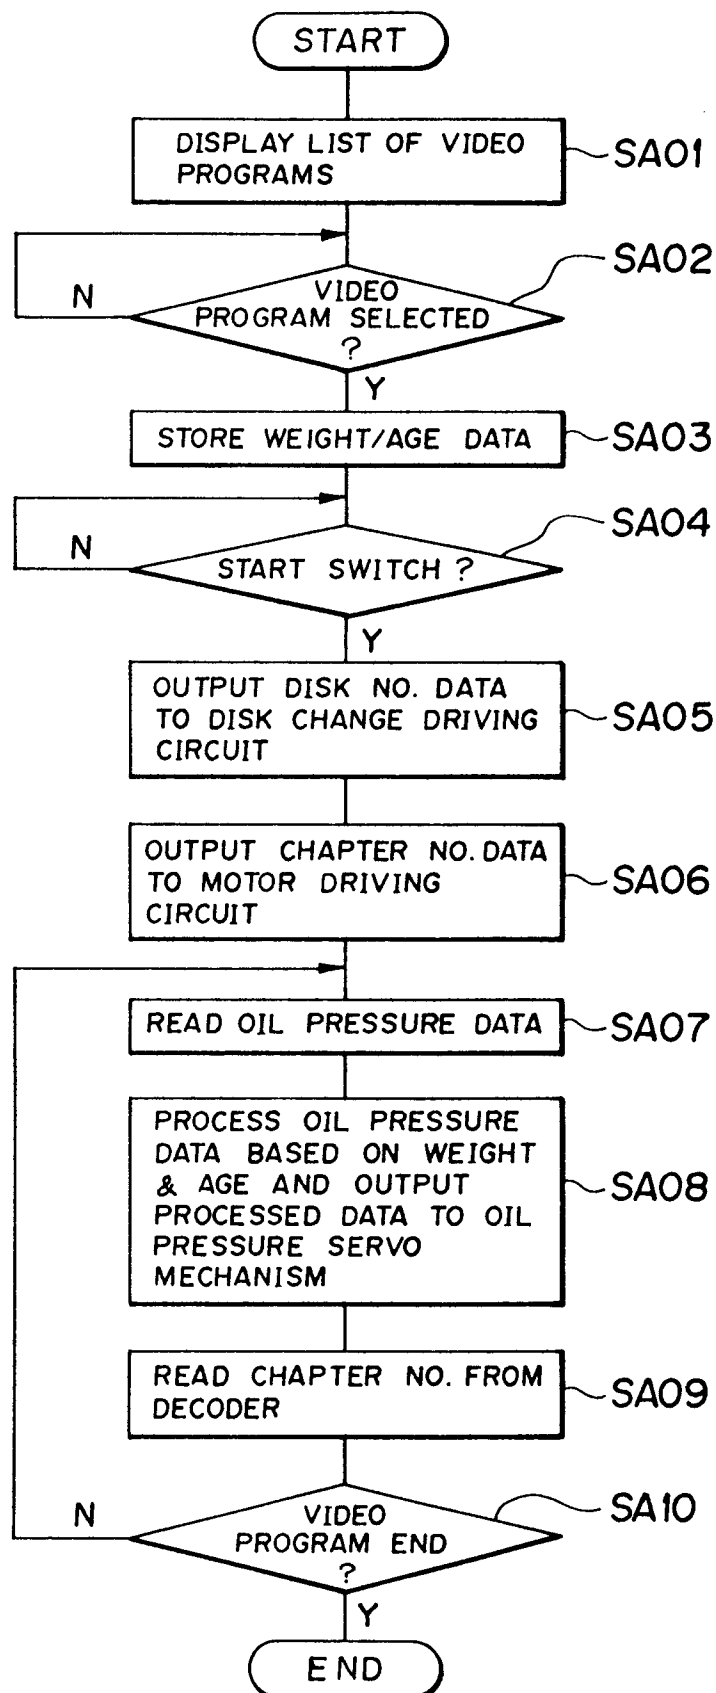 START
DISPLAY LIST OF VIDEO
PROGRAMS
SA01
SA02
N
VIDEO
PROGRAM SELECTED
?
Y
STORE WEIGHT/AGE DATA
SA03
SA04
N
START SWITCH ?
Y
OUTPUT DISK NO. DATA
TO DISK CHANGE DRIVING
CIRCUIT
SA05
OUTPUT CHAPTER NO. DATA
TO MOTOR DRIVING
CIRCUIT
SA06
READ OIL PRESSURE DATA
SA07
PROCESS OIL PRESSURE
DATA BASED ON WEIGHT
& AGE AND OUTPUT
PROCESSED DATA TO OIL
PRESSURE SERVO
MECHANISM
SA08
READ CHAPTER NO. FROM
DECODER
SA09
SA10
N
VIDEO
PROGRAM END
?
Y
END